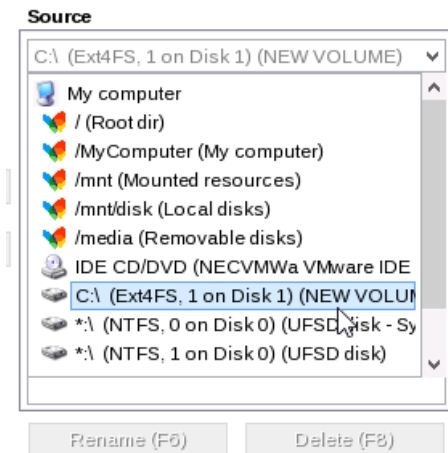 Source
C:\ (Ext4FS, 1 on Disk 1) (NEW VOLUME)
My computer
/ (Root dir)
/MyComputer (My computer)
/mnt (Mounted resources)
/mnt/disk (Local disks)
/media (Removable disks)
IDE CD/DVD (NECVMWa VMware IDE
C:\ (Ext4FS, 1 on Disk 1) (NEW VOLUM
*:\ (NTFS, 0 on Disk 0) (UFSD disk - Sy
*:\ (NTFS, 1 on Disk 0) (UFSD disk)
Rename (F6) Delete (F8)